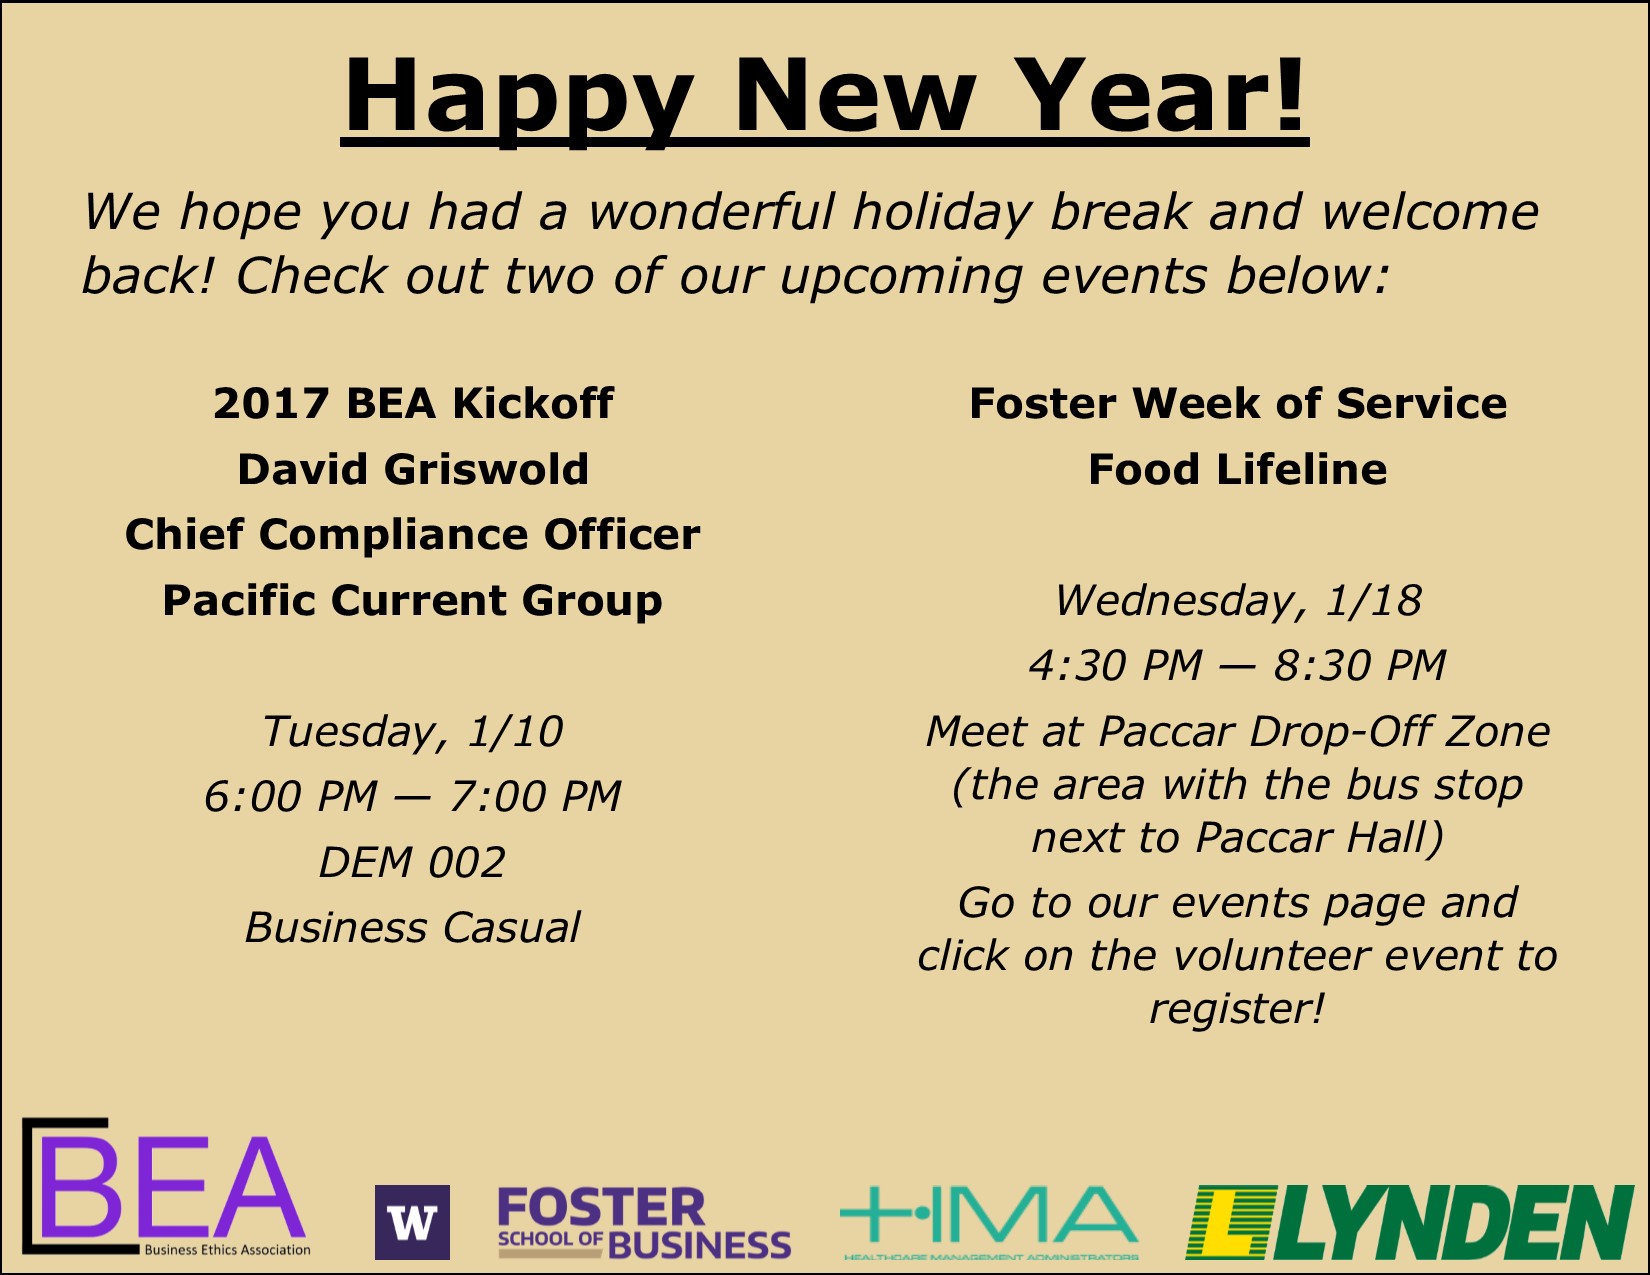 Happy New Year!
We hope you had a wonderful holiday break and welcome
back! Check out two of our upcoming events below:
2017 BEA Kickoff
David Griswold
Chief Compliance Officer
Pacific Current Group
Tuesday, 1/10
6:00 PM — 7:00 PM
DEM 002
Business Casual
Foster Week of Service
Food Lifeline
Wednesday, 1/18
4:30 PM — 8:30 PM
Meet at Paccar Drop-Off Zone
(the area with the bus stop
next to Paccar Hall)
Go to our events page and
click on the volunteer event to
register!
BEA
Business Ethics Association
W
FOSTER
SCHOOL OF BUSINESS
HMA
HEALTHCARE MANAGEMENT ADMINISTRATORS
L LYNDEN